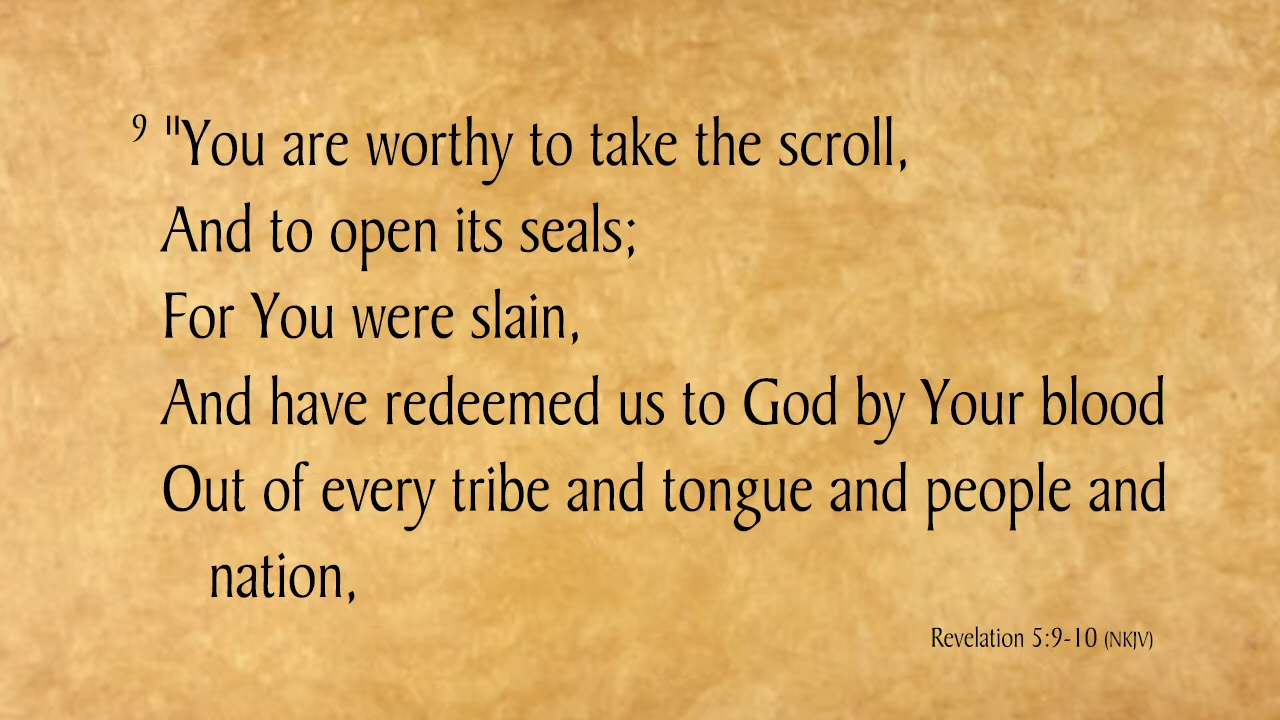 9 "You are worthy to take the scroll,
And to open its seals;
For You were slain,
And have redeemed us to God by Your blood
Out of every tribe and tongue and people and
nation,
Revelation 5:9-10 (NKJV)